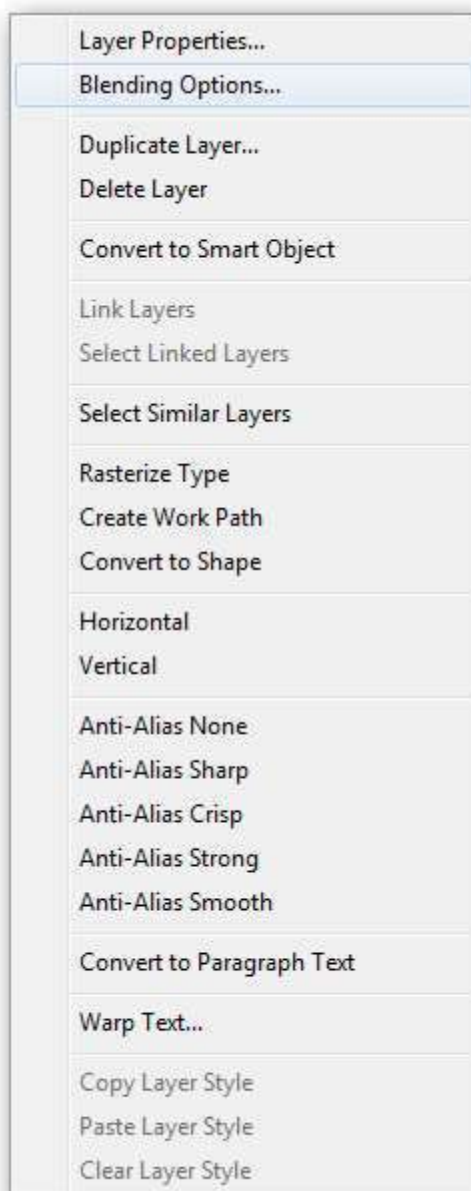 Layer Properties...
Blending Options...
Duplicate Layer...
Delete Layer
Convert to Smart Object
Link Layers
Select Linked Layers
Select Similar Layers
Rasterize Type
Create Work Path
Convert to Shape
Horizontal
Vertical
Anti-Alias None
Anti-Alias Sharp
Anti-Alias Crisp
Anti-Alias Strong
Anti-Alias Smooth
Convert to Paragraph Text
Warp Text...
Copy Layer Style
Paste Layer Style
Clear Layer Style